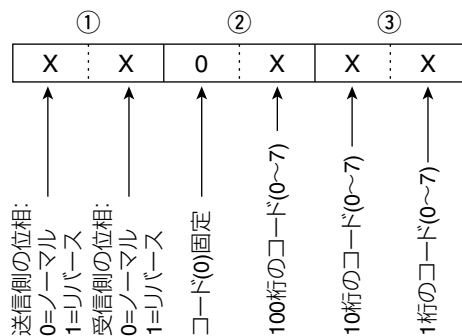 ① ② ③
X X 0 X X X
送信側の位相:
0=ノーマル
1=リバース
受信側の位相:
0=ノーマル
1=リバース
コード(0)固定
100桁のコード(0〜7)
10桁のコード(0〜7)
1桁のコード(0〜7)